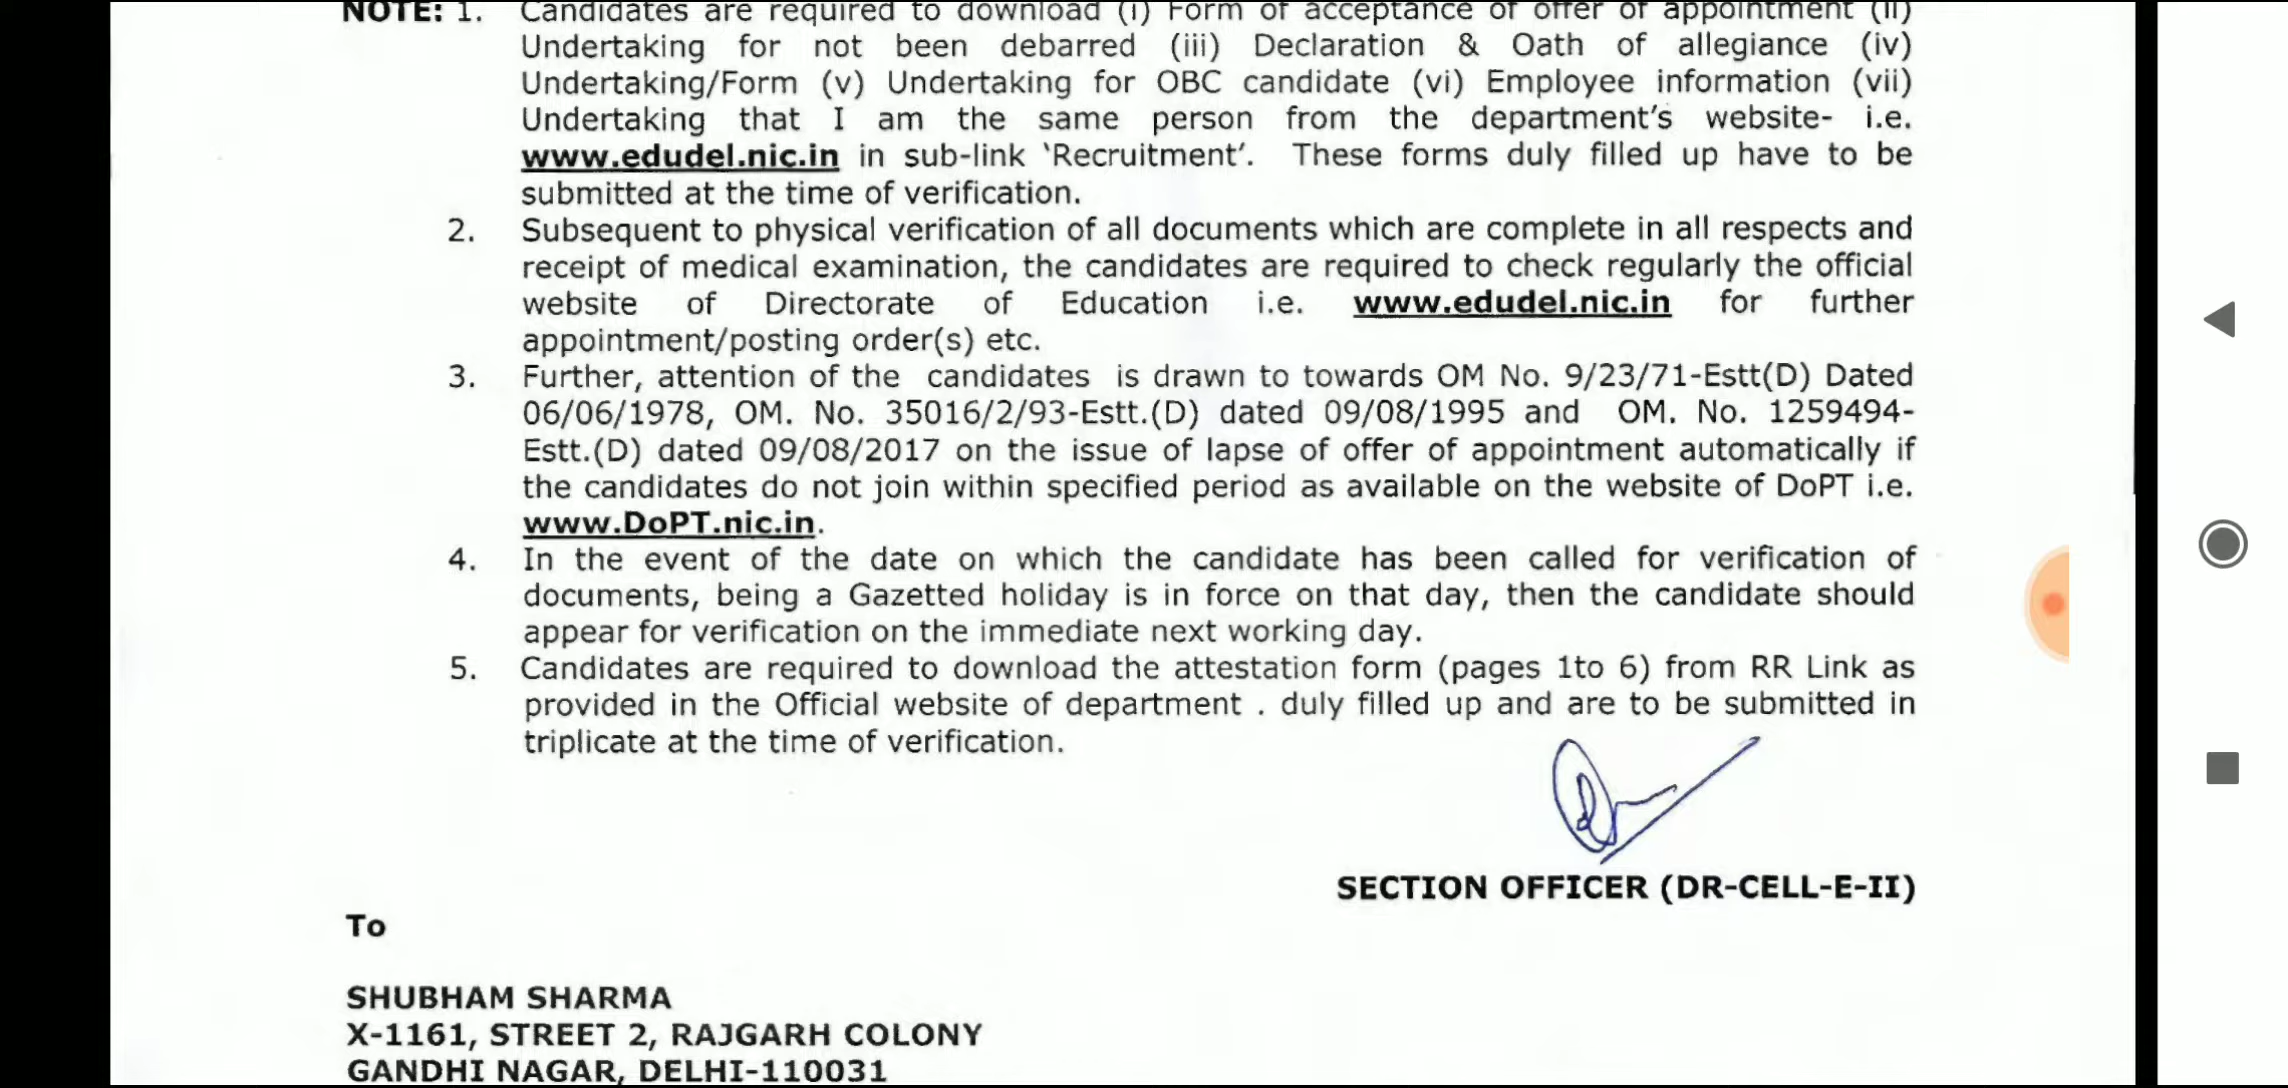 NOTE: 1. Candidates are required to download (i) Form of acceptance of offer of appointment (ii)
Undertaking for not been debarred (iii) Declaration & Oath of allegiance (iv)
Undertaking/Form (v) Undertaking for OBC candidate (vi) Employee information (vii)
Undertaking that I am the same person from the department's website- i.e.
www.edudel.nic.in in sub-link ‘Recruitment’. These forms duly filled up have to be
submitted at the time of verification.
2. Subsequent to physical verification of all documents which are complete in all respects and
receipt of medical examination, the candidates are required to check regularly the official
website of Directorate of Education i.e. www.edudel.nic.in for further
appointment/posting order(s) etc.
3. Further, attention of the candidates is drawn to towards OM No. 9/23/71-Estt(D) Dated
06/06/1978, OM. No. 35016/2/93-Estt.(D) dated 09/08/1995 and OM. No. 1259494-
Estt.(D) dated 09/08/2017 on the issue of lapse of offer of appointment automatically if
the candidates do not join within specified period as available on the website of DoPT i.e.
www.DoPT.nic.in.
4. In the event of the date on which the candidate has been called for verification of
documents, being a Gazetted holiday is in force on that day, then the candidate should
appear for verification on the immediate next working day.
5. Candidates are required to download the attestation form (pages 1to 6) from RR Link as
provided in the Official website of department . duly filled up and are to be submitted in
triplicate at the time of verification.
SECTION OFFICER (DR-CELL-E-II)
To
SHUBHAM SHARMA
X-1161, STREET 2, RAJGARH COLONY
GANDHI NAGAR, DELHI-110031